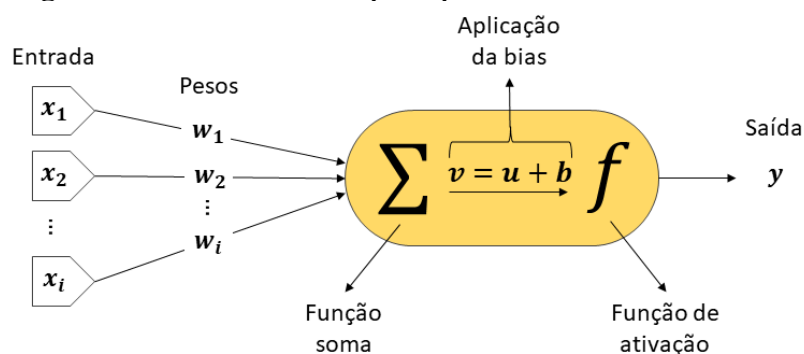 Aplicação
da bias
Entrada
Pesos
x₁
w₁
Saída
x₂
w₂
∑ v = u + b f
y
⋮
⋮
wᵢ
xᵢ
Função
soma
Função de
ativação